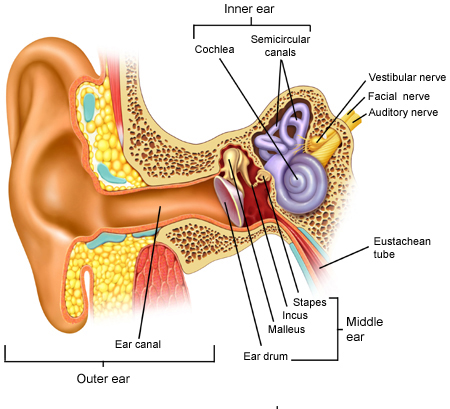 Inner ear
Cochlea
Semicircular
canals
Vestibular nerve
Facial nerve
Auditory nerve
Eustachean
tube
Stapes
Incus
Malleus
Ear drum
Middle
ear
Ear canal
Outer ear